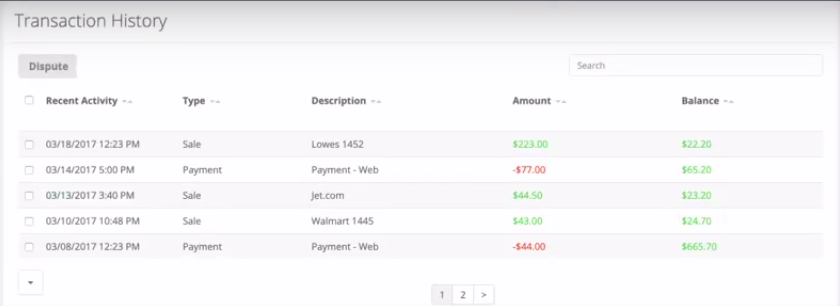 Transaction History
Dispute
Search
Recent Activity Type Description Amount Balance
03/18/2017 12:23 PM Sale Lowes 1452 $223.00 $22.20
03/14/2017 5:00 PM Payment Payment - Web -$77.00 $65.20
03/13/2017 3:40 PM Sale Jet.com $44.50 $23.20
03/10/2017 10:48 PM Sale Walmart 1445 $43.00 $24.70
03/08/2017 12:23 PM Payment Payment - Web -$44.00 $665.70
1 2 >